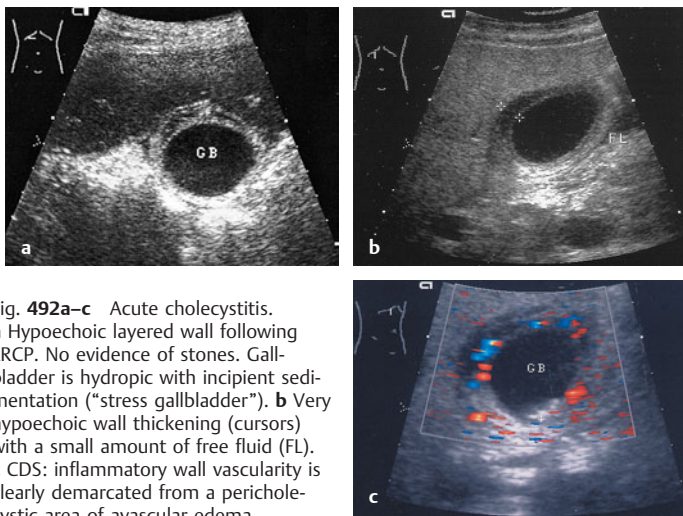 a
GB
a
a
FL
b
a
GB
c
ig. 492a–c Acute cholecystitis.
Hypoechoic layered wall following
RCP. No evidence of stones. Gall-
bladder is hydropic with incipient sedi-
mentation (“stress gallbladder”). b Very
hypoechoic wall thickening (cursors)
with a small amount of free fluid (FL).
CDS: inflammatory wall vascularity is
learly demarcated from a perichole-
ystic area of avascular edema